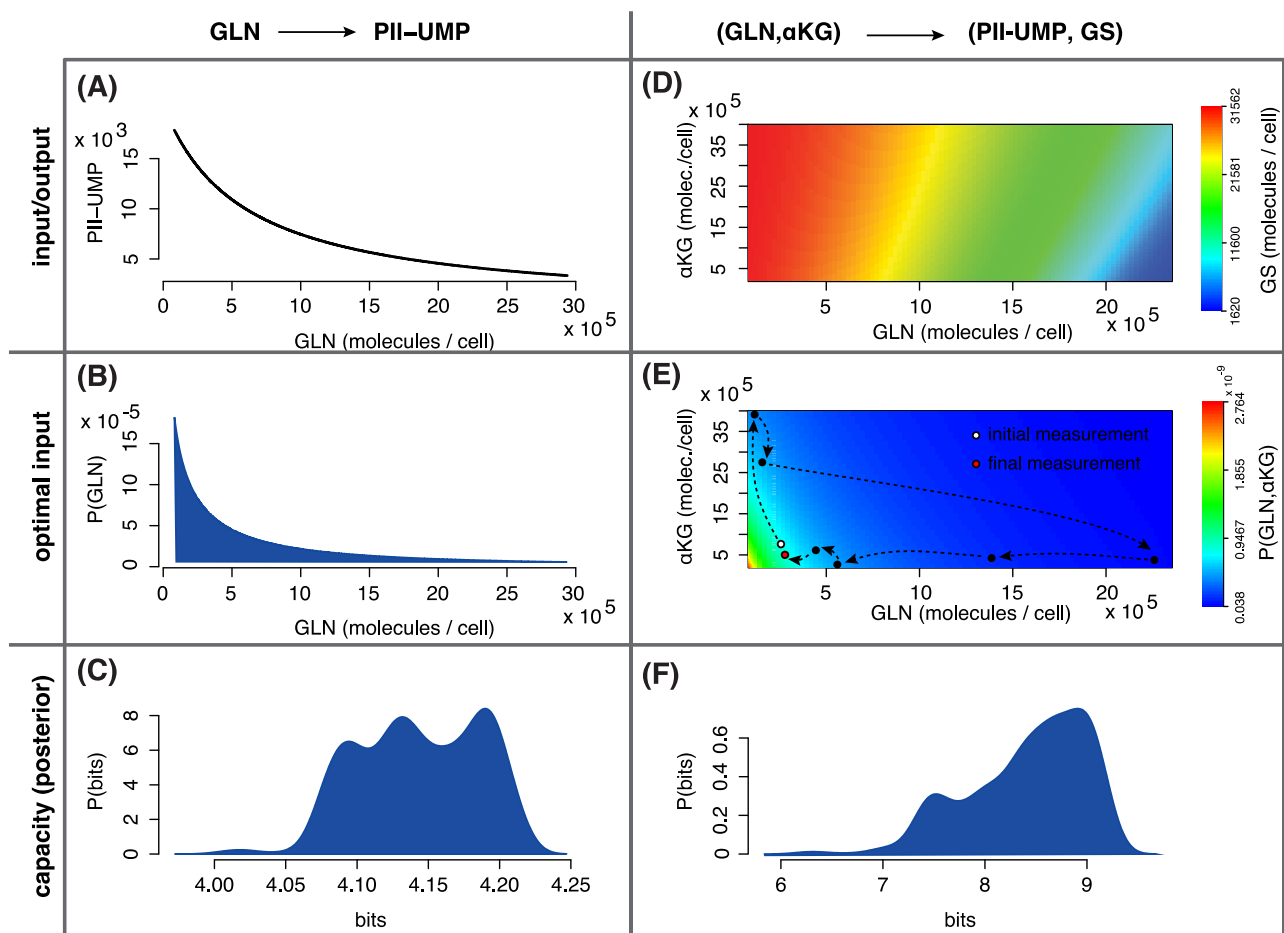 GLN → PII–UMP
(GLN,αKG) → (PII-UMP, GS)
input/output
optimal input
capacity (posterior)
(A)
x 10³
PII–UMP
15
10
5
0 5 10 15 20 25 30
x 10⁵
GLN (molecules / cell)
(B)
x 10⁻⁵
P(GLN)
15
10
5
0
0 5 10 15 20 25 30
x 10⁵
GLN (molecules / cell)
(C)
P(bits)
8
6
4
2
0
4.00 4.05 4.10 4.15 4.20 4.25
bits
(D)
x 10⁵
αKG (molec./cell)
35
25
15
5
5 10 15 20
x 10⁵
GLN (molecules / cell)
31562
21581
11600
1620
GS (molecules / cell)
(E)
x 10⁵
αKG (molec./cell)
35
25
15
5
initial measurement
final measurement
5 10 15 20
x 10⁵
GLN (molecules / cell)
x 10⁻⁹
2.764
1.855
0.9467
0.038
P(GLN,αKG)
(F)
P(bits)
0.6
0.4
0.2
0
6 7 8 9
bits